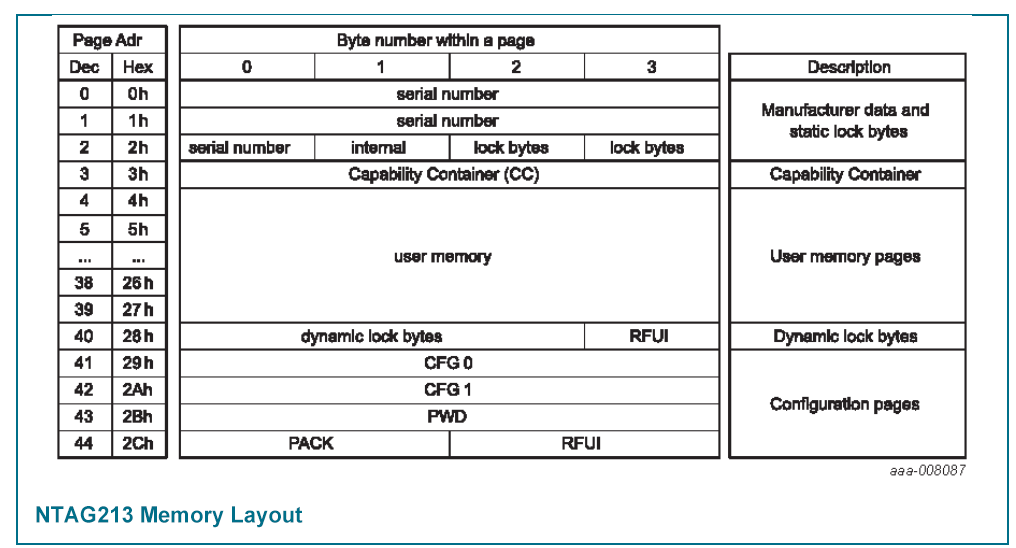 Page Adr Byte number within a page
Dec Hex 0 1 2 3 Description
0 0h serial number
1 1h serial number
Manufacturer data and
static lock bytes
2 2h serial number internal lock bytes lock bytes
3 3h Capability Container (CC) Capability Container
4 4h
5 5h
... ... user memory User memory pages
38 26h
39 27h
40 28h dynamic lock bytes RFUI Dynamic lock bytes
41 29h CFG 0
42 2Ah CFG 1
Configuration pages
43 2Bh PWD
44 2Ch PACK RFUI
aaa-008087
NTAG213 Memory Layout